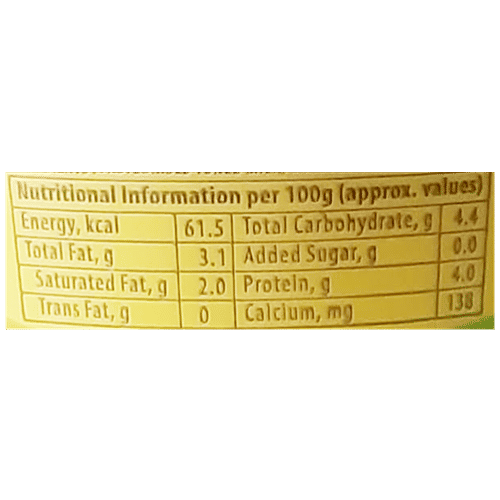 Nutritional Information per 100g (approx. values)
Energy, kcal 61.5 Total Carbohydrate, g 4.4
Total Fat, g 3.1 Added Sugar, g 0.0
Saturated Fat, g 2.0 Protein, g 4.0
Trans Fat, g 0 Calcium, mg 138